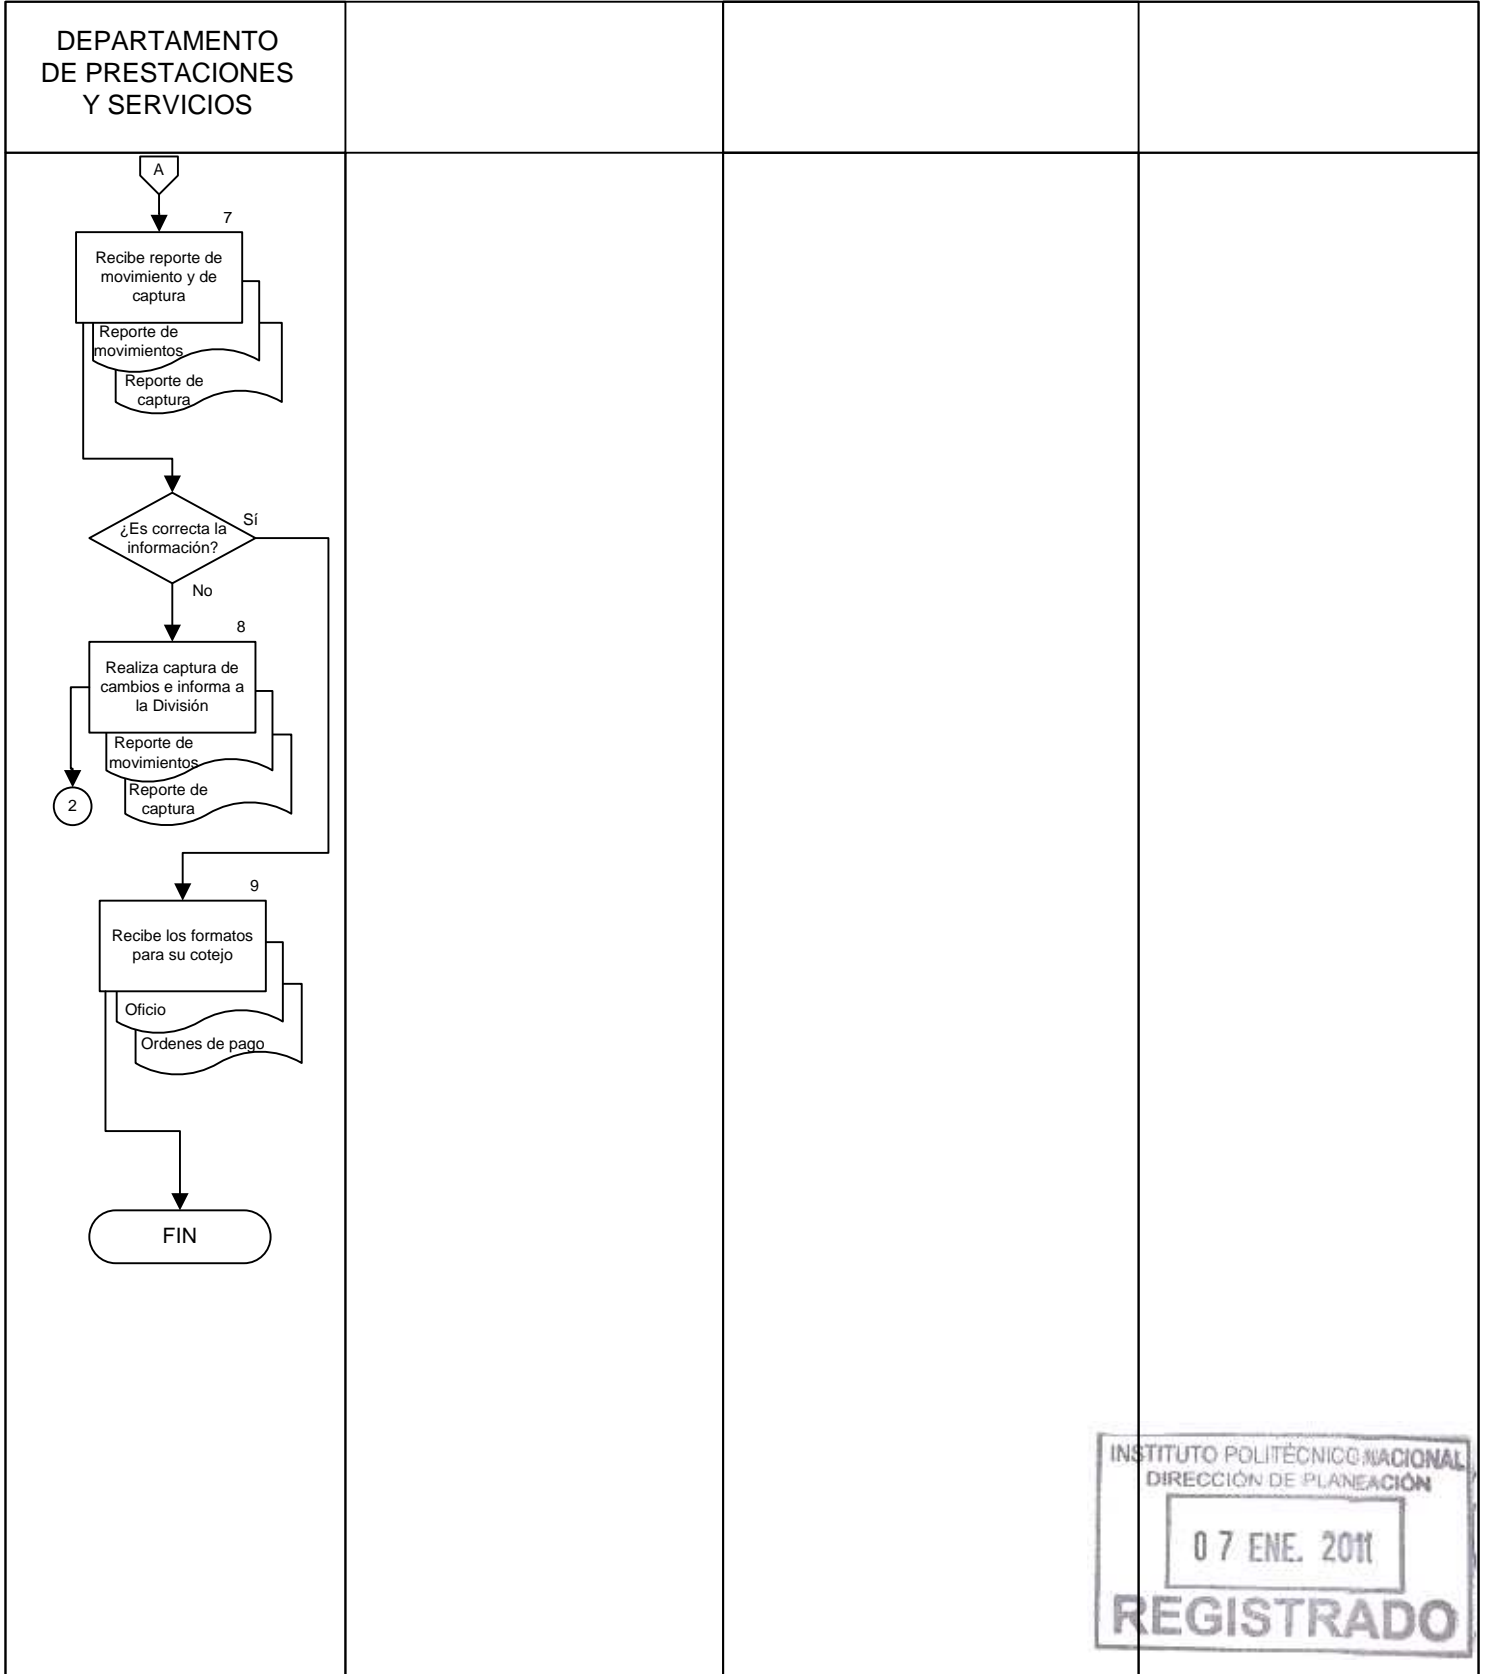 DEPARTAMENTO
DE PRESTACIONES
Y SERVICIOS
A
7
Recibe reporte de
movimiento y de
captura
Reporte de
movimientos
Reporte de
captura
¿Es correcta la
información?
Sí
No
8
Realiza captura de
cambios e informa a
la División
Reporte de
movimientos
Reporte de
captura
2
9
Recibe los formatos
para su cotejo
Oficio
Ordenes de pago
FIN
INSTITUTO POLITÉCNICO NACIONAL
DIRECCIÓN DE PLANEACIÓN
07 ENE. 2011
REGISTRADO